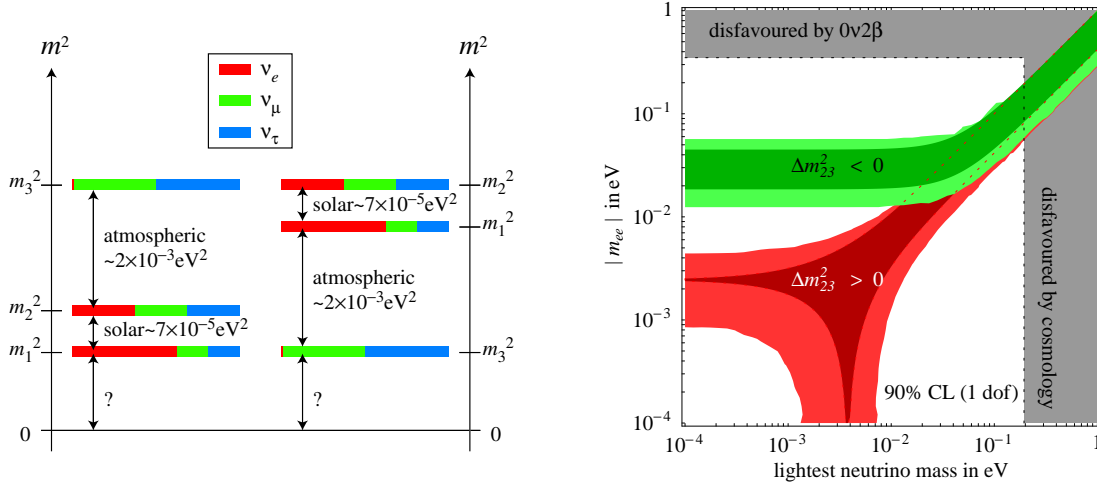 m²
m²
ν_e
ν_μ
ν_τ
m₃²
m₂²
solar~7×10⁻⁵eV²
m₁²
atmospheric
~2×10⁻³eV²
atmospheric
~2×10⁻³eV²
m₂²
solar~7×10⁻⁵eV²
m₁²
m₃²
?
?
0
0
1
disfavoured by 0ν2β
10⁻¹
Δm²₂₃ < 0
| m_ee | in eV
10⁻²
disfavoured by cosmology
Δm²₂₃ > 0
10⁻³
90% CL (1 dof)
10⁻⁴
10⁻⁴ 10⁻³ 10⁻² 10⁻¹ 1
lightest neutrino mass in eV